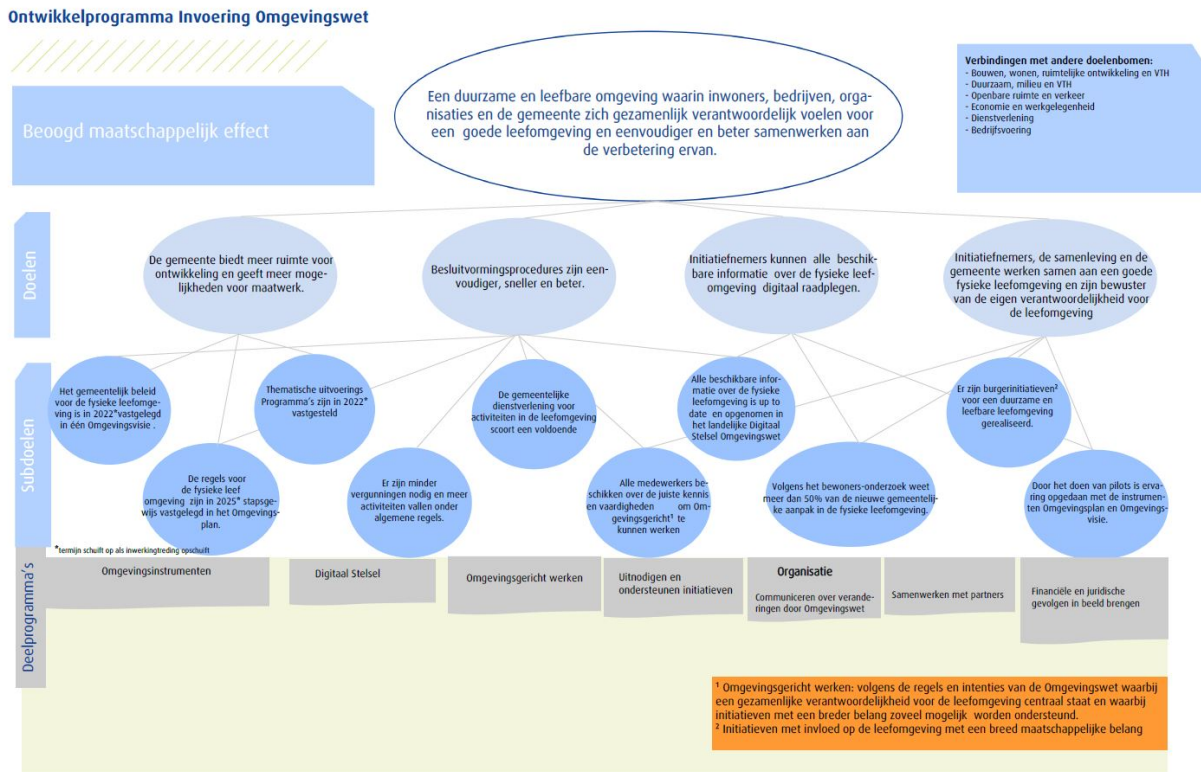 Ontwikkelprogramma Invoering Omgevingswet
Beoogd maatschappelijk effect
Een duurzame en leefbare omgeving waarin inwoners, bedrijven, orga-
nisaties en de gemeente zich gezamenlijk verantwoordelijk voelen voor
een goede leefomgeving en eenvoudiger en beter samenwerken aan
de verbetering ervan.
Verbindingen met andere doelenbomen:
- Bouwen, wonen, ruimtelijke ontwikkeling en VTH
- Duurzaam, milieu en VTH
- Openbare ruimte en verkeer
- Economie en werkgelegenheid
- Dienstverlening
- Bedrijfsvoering
Doelen
De gemeente biedt meer ruimte voor
ontwikkeling en geeft meer moge-
lijkheden voor maatwerk.
Besluitvormingsprocedures zijn een-
voudiger, sneller en beter.
Initiatiefnemers kunnen alle beschik-
bare informatie over de fysieke leef-
omgeving digitaal raadplegen.
Initiatiefnemers, de samenleving en
de gemeente werken samen aan een goede
fysieke leefomgeving en zijn bewuster
van de eigen verantwoordelijkheid voor
de leefomgeving
Subdoelen
Het gemeentelijk beleid
voor de fysieke leefomge-
ving is in 2022*vastgelegd
in één Omgevingsvisie .
Thematische uitvoerings
Programma's zijn in 2022*
vastgesteld
De gemeentelijke
dienstverlening voor
activiteiten in de leefomgeving
scoort een voldoende
Alle beschikbare infor-
matie over de fysieke
leefomgeving is up to
date en opgenomen in
het landelijke Digitaal
Stelsel Omgevingswet
Er zijn burgerinitiatieven²
voor een duurzame en
leefbare leefomgeving
gerealiseerd.
De regels voor
de fysieke leef
omgeving zijn in 2025* stapsge-
wijs vastgelegd in het Omgevings-
plan.
Er zijn minder
vergunningen nodig en meer
activiteiten vallen onder
algemene regels.
Alle medewerkers be-
schikken over de juiste kennis
en vaardigheden om Om-
gevingsgericht¹ te
kunnen werken
Volgens het bewoners-onderzoek weet
meer dan 50% van de nieuwe gemeentelij-
ke aanpak in de fysieke leefomgeving.
Door het doen van pilots is erva-
ring opgedaan met de instrumen-
ten Omgevingsplan en Omgevings-
visie.
*termijn schuift op als inwerkingtreding opschuift
Deelprogramma's
Omgevingsinstrumenten
Digitaal Stelsel
Omgevingsgericht werken
Uitnodigen en
ondersteunen initiatieven
Organisatie
Communiceren over verande-
ringen door Omgevingswet
Samenwerken met partners
Financiële en juridische
gevolgen in beeld brengen
¹ Omgevingsgericht werken: volgens de regels en intenties van de Omgevingswet waarbij
een gezamenlijke verantwoordelijkheid voor de leefomgeving centraal staat en waarbij
initiatieven met een breder belang zoveel mogelijk worden ondersteund.
² Initiatieven met invloed op de leefomgeving met een breed maatschappelijke belang